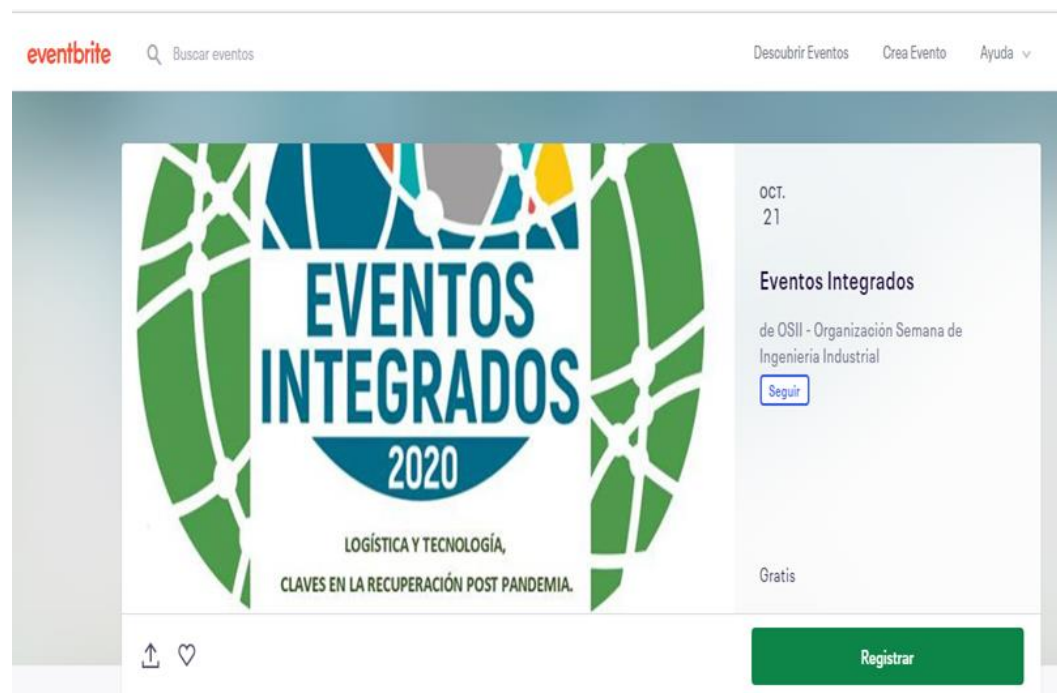 eventbrite
Buscar eventos
Descubrir Eventos
Crea Evento
Ayuda
EVENTOS
INTEGRADOS
2020
LOGÍSTICA Y TECNOLOGÍA,
CLAVES EN LA RECUPERACIÓN POST PANDEMIA.
OCT.
21
Eventos Integrados
de OSII - Organización Semana de
Ingenieria Industrial
Seguir
Gratis
Registrar